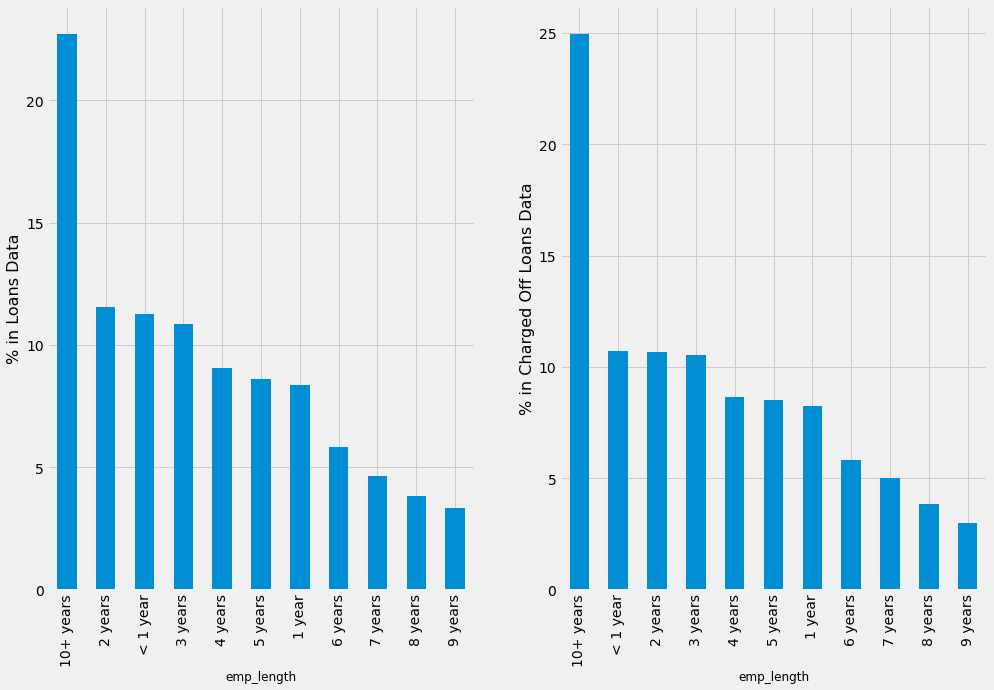 % in Loans Data
20
15
10
5
0
10+ years
2 years
< 1 year
3 years
4 years
5 years
1 year
6 years
7 years
8 years
9 years
emp_length
% in Charged Off Loans Data
25
20
15
10
5
0
10+ years
< 1 year
2 years
3 years
4 years
5 years
1 year
6 years
7 years
8 years
9 years
emp_length